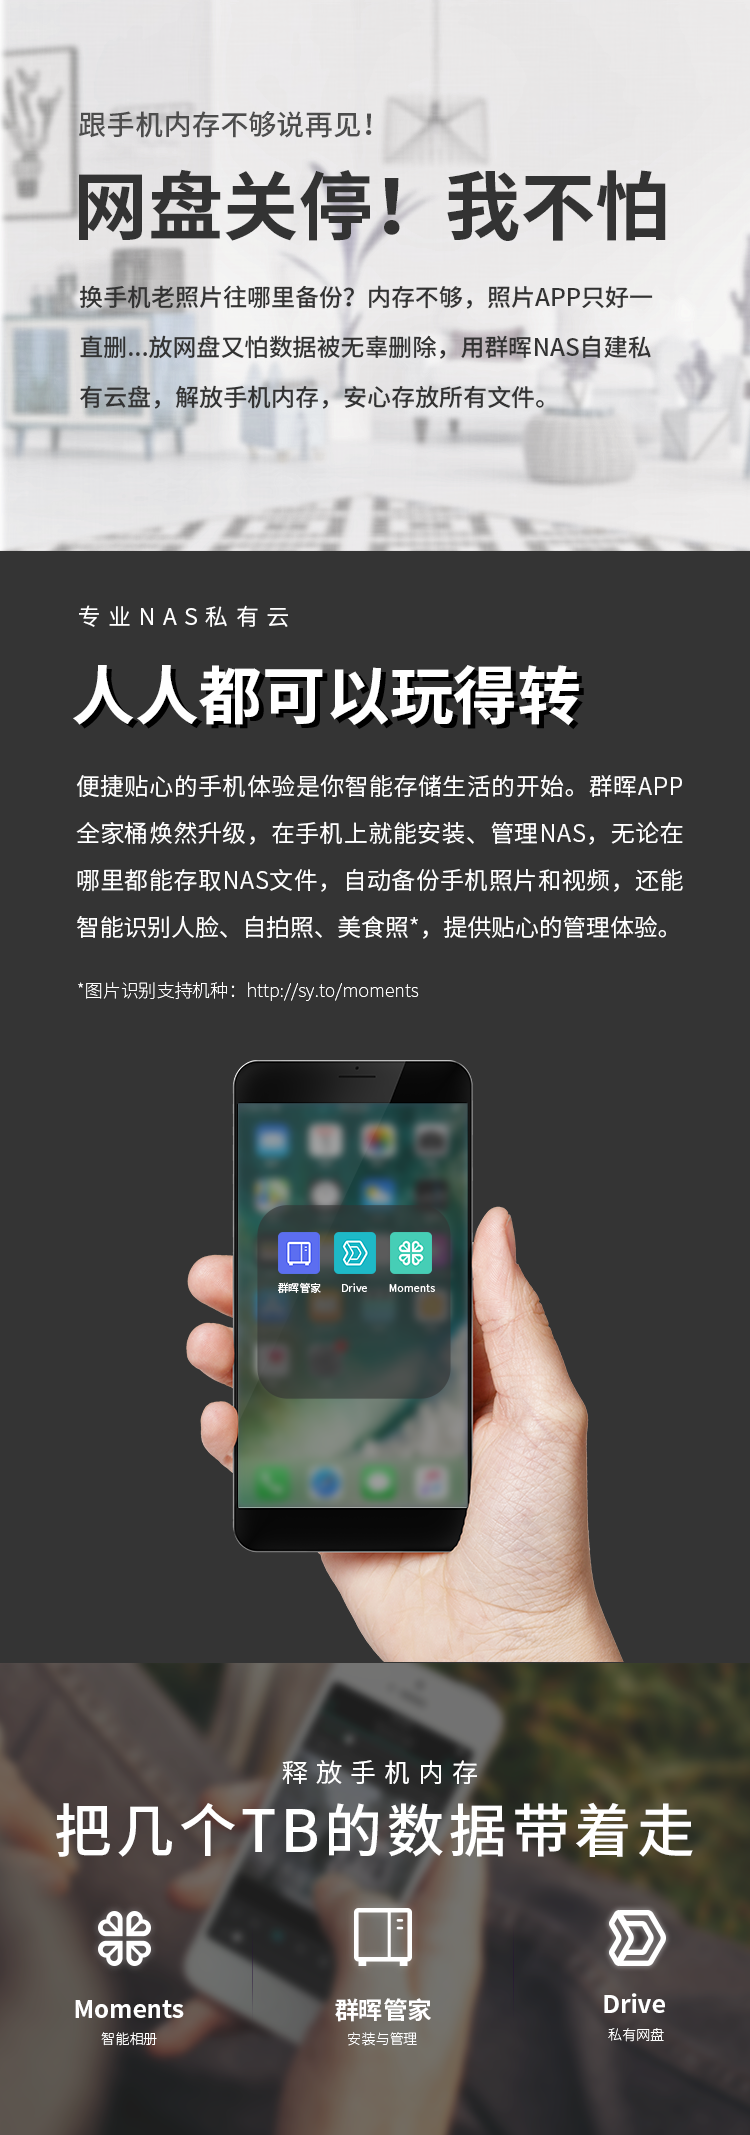 跟手机内存不够说再见！
网盘关停！我不怕
换手机老照片往哪里备份？内存不够，照片APP只好一
直删...放网盘又怕数据被无辜删除，用群晖NAS自建私
有云盘，解放手机内存，安心存放所有文件。
专业NAS私有云
人人都可以玩得转
便捷贴心的手机体验是你智能存储生活的开始。群晖APP
全家桶焕然升级，在手机上就能安装、管理NAS，无论在
哪里都能存取NAS文件，自动备份手机照片和视频，还能
智能识别人脸、自拍照、美食照*，提供贴心的管理体验。
*图片识别支持机种：http://sy.to/moments
群晖管家 Drive Moments
释放手机内存
把几个TB的数据带着走
Moments 群晖管家 Drive
智能相册 安装与管理 私有网盘